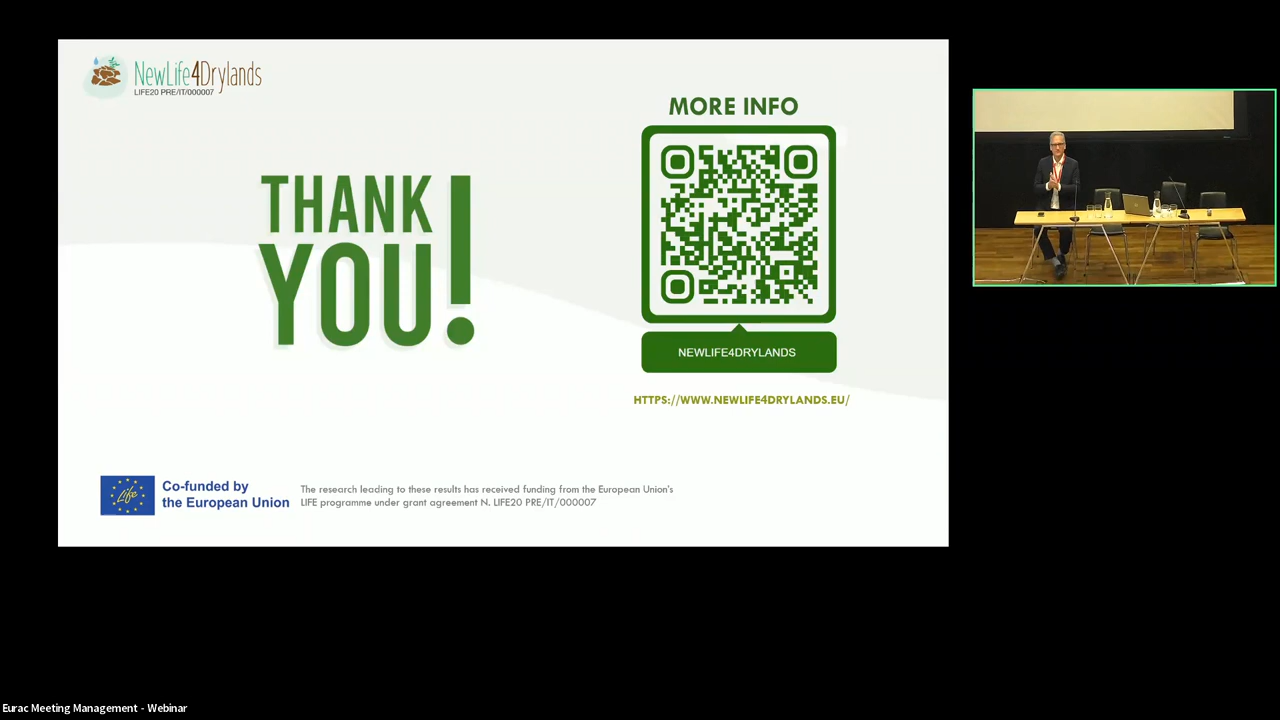 NewLife4Drylands
LIFE20 PRE/IT/000007
MORE INFO
THANK
YOU!
NEWLIFE4DRYLANDS
HTTPS://WWW.NEWLIFE4DRYLANDS.EU/
Life
Co-funded by
the European Union
The research leading to these results has received funding from the European Union's
LIFE programme under grant agreement N. LIFE20 PRE/IT/000007
Eurac Meeting Management - Webinar